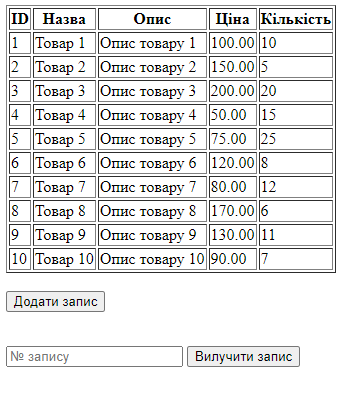 ID Назва Опис Ціна Кількість
1 Товар 1 Опис товару 1 100.00 10
2 Товар 2 Опис товару 2 150.00 5
3 Товар 3 Опис товару 3 200.00 20
4 Товар 4 Опис товару 4 50.00 15
5 Товар 5 Опис товару 5 75.00 25
6 Товар 6 Опис товару 6 120.00 8
7 Товар 7 Опис товару 7 80.00 12
8 Товар 8 Опис товару 8 170.00 6
9 Товар 9 Опис товару 9 130.00 11
10 Товар 10 Опис товару 10 90.00 7
Додати запис
№ запису Вилучити запис